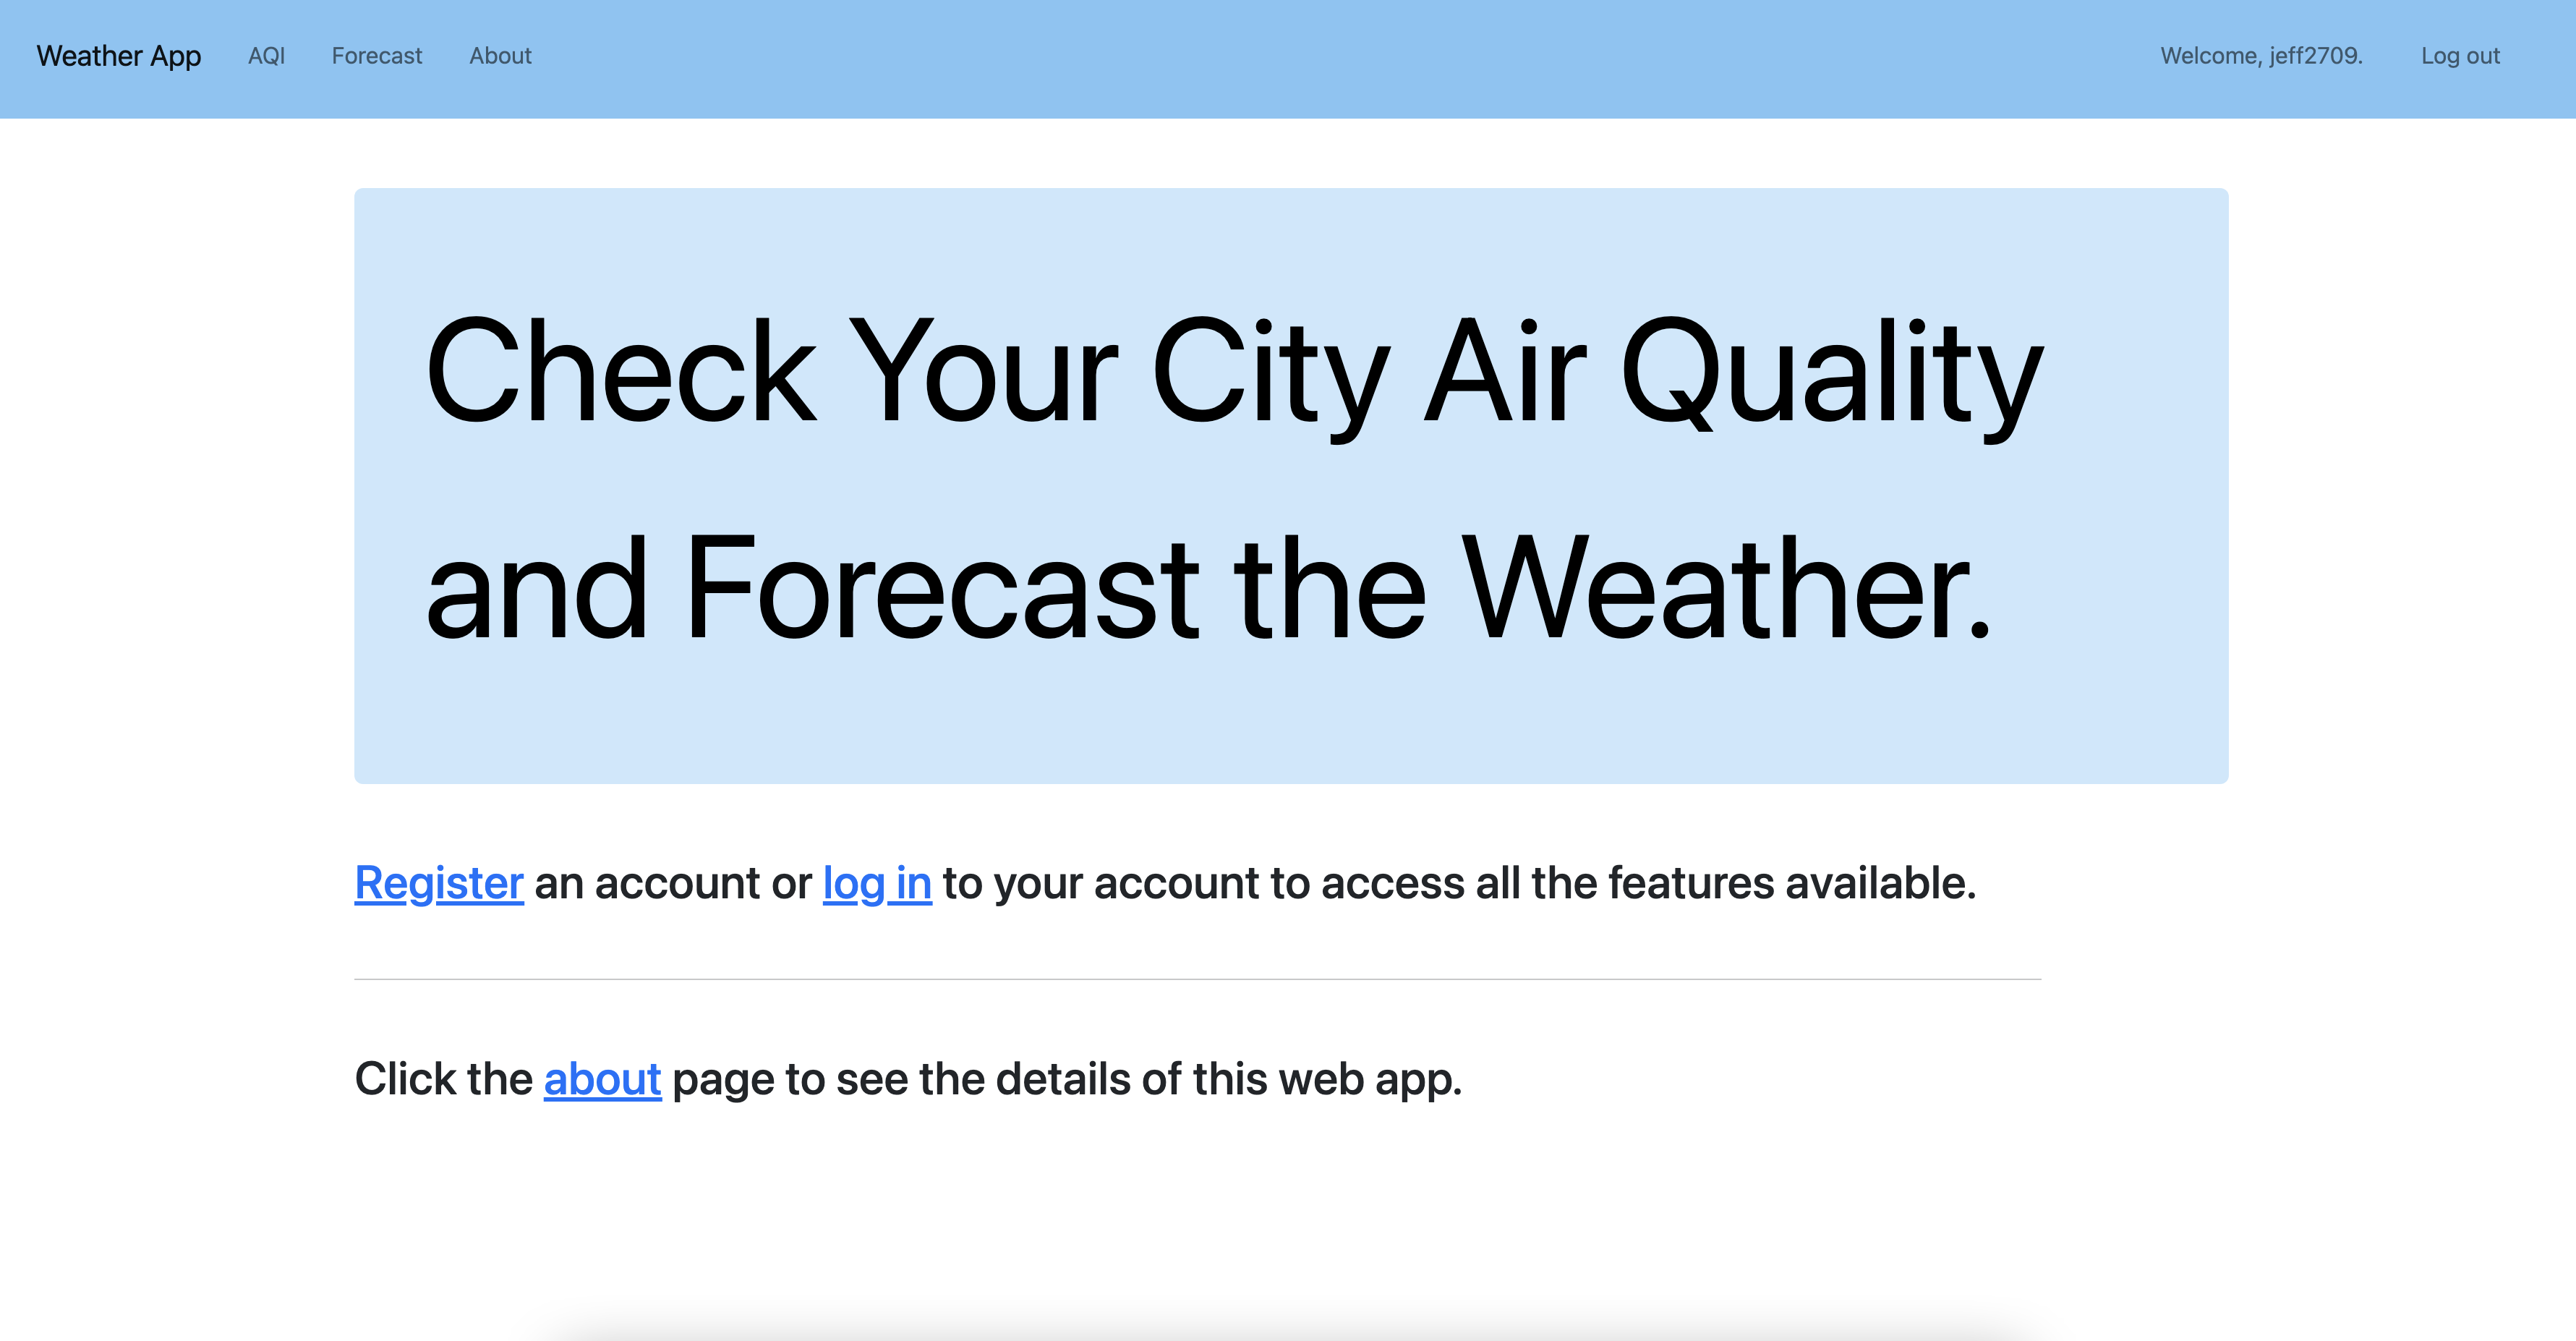 Weather App AQI Forecast About Welcome, jeff2709. Log out
Check Your City Air Quality
and Forecast the Weather.
Register an account or log in to your account to access all the features available.
Click the about page to see the details of this web app.